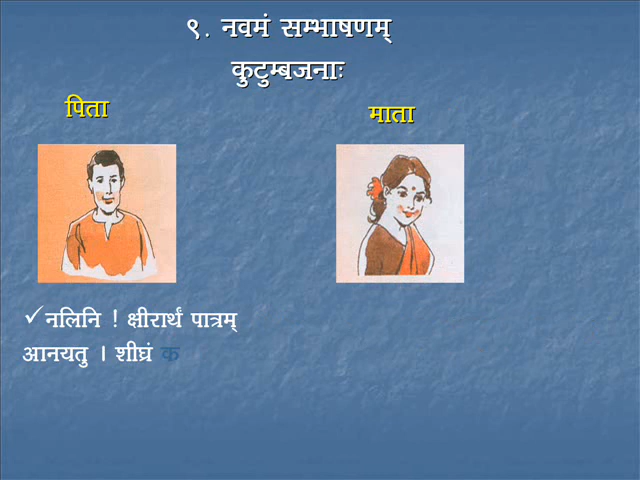 ९. नवमं सम्भाषणम्
कुटुम्बजनाः
पिता
माता
नलिनि ! क्षीरार्थं पात्रम्
आनयतु । शीघ्रं क